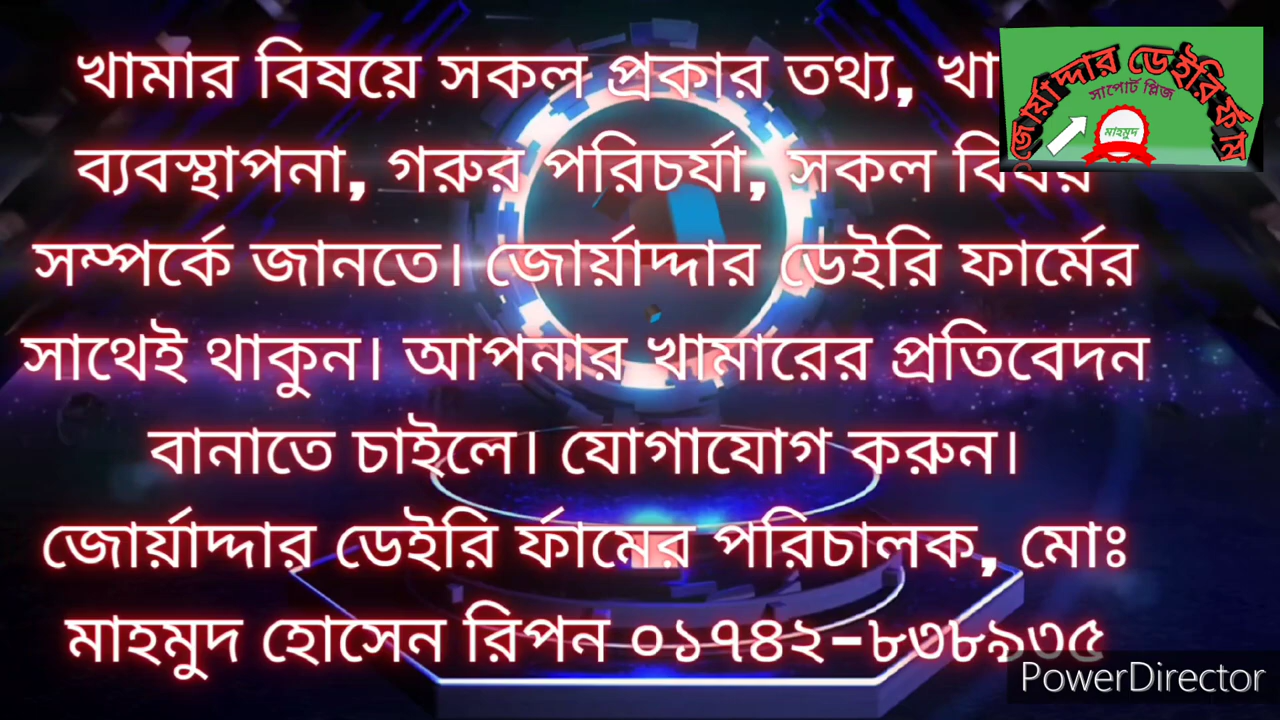 খামার বিষয়ে সকল প্রকার তথ্য,
ব্যবস্থাপনা, গরুর পরিচর্যা, সকল বিষয়
সম্পর্কে জানতে। জোর্য়াদ্দার ডেইরি ফার্মের
সাথেই থাকুন। আপনার খামারের প্রতিবেদন
বানাতে চাইলে। যোগাযোগ করুন।
জোর্য়াদ্দার ডেইরি র্ফামের পরিচালক, মোঃ
মাহমুদ হোসেন রিপন ০১৭৪২-৮৩৮৯৩৫
জোর্য়াদ্দার ডেইরি র্ফাম
সাপোর্ট প্লিজ
মাহমুদ
PowerDirector